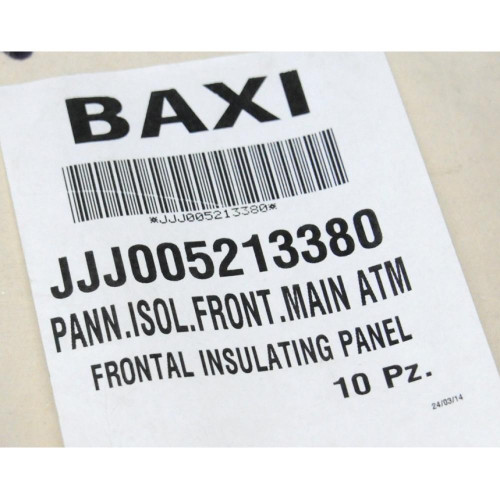 BAXI
*JJJ005213380*
JJJ005213380
PANN.ISOL.FRONT.MAIN ATM
FRONTAL INSULATING PANEL
10 Pz.
24/03/14